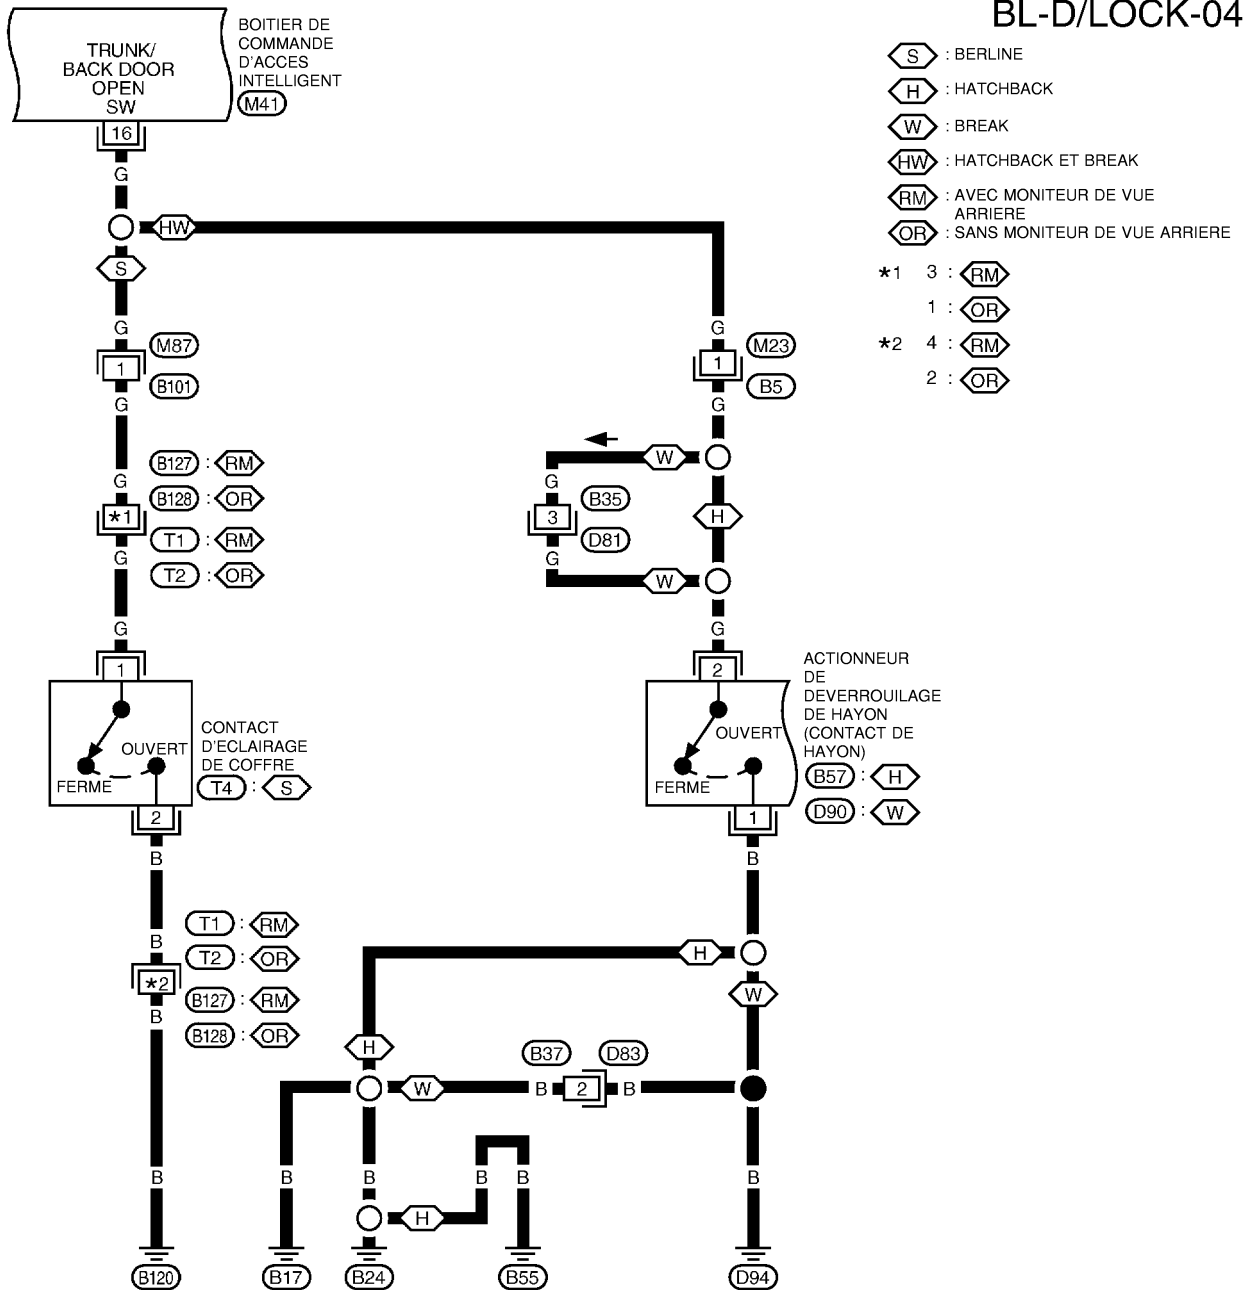 BL-D/LOCK-04
TRUNK/
BACK DOOR
OPEN
SW
BOITIER DE
COMMANDE
D'ACCES
INTELLIGENT
M41
16
G
S : BERLINE
H : HATCHBACK
W : BREAK
HW : HATCHBACK ET BREAK
RM : AVEC MONITEUR DE VUE
ARRIERE
OR : SANS MONITEUR DE VUE ARRIERE
*1 3 : RM
1 : OR
*2 4 : RM
2 : OR
HW
S
G
M87
1
B101
G
G
M23
1
B5
G
B127 : RM
B128 : OR
G
*1
T1 : RM
T2 : OR
G
G
W
G
B35
3
D81
G
H
W
G
1
OUVERT
FERME
CONTACT
D'ECLAIRAGE
DE COFFRE
T4 : S
2
B
2
OUVERT
FERME
ACTIONNEUR
DE
DEVERROUILAGE
DE HAYON
(CONTACT DE
HAYON)
B57 : H
D90 : W
1
B
T1 : RM
T2 : OR
B
*2
B127 : RM
B128 : OR
B
H
W
H
B37 D83
W B 2 B
B B B B B B
H
B120 B17 B24 B55 D94